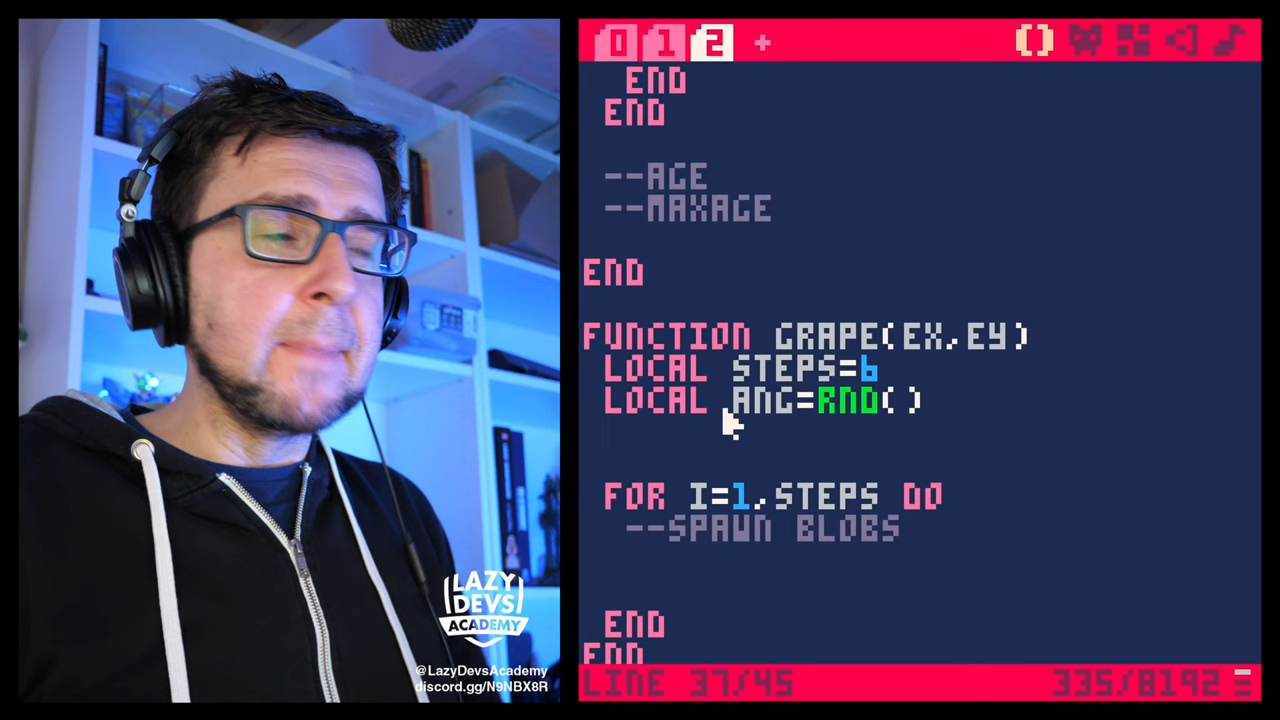 LAZY
DEVS
ACADEMY
@LazyDevsAcademy
discord.gg/N9NBX8R
0 1 2 +
END
END
--AGE
--MAXAGE
END
FUNCTION GRAPE(EX,EY)
LOCAL STEPS=6
LOCAL ANG=RND()
FOR I=1,STEPS DO
--SPAWN BLOBS
END
END
LINE 37/45
335/8192